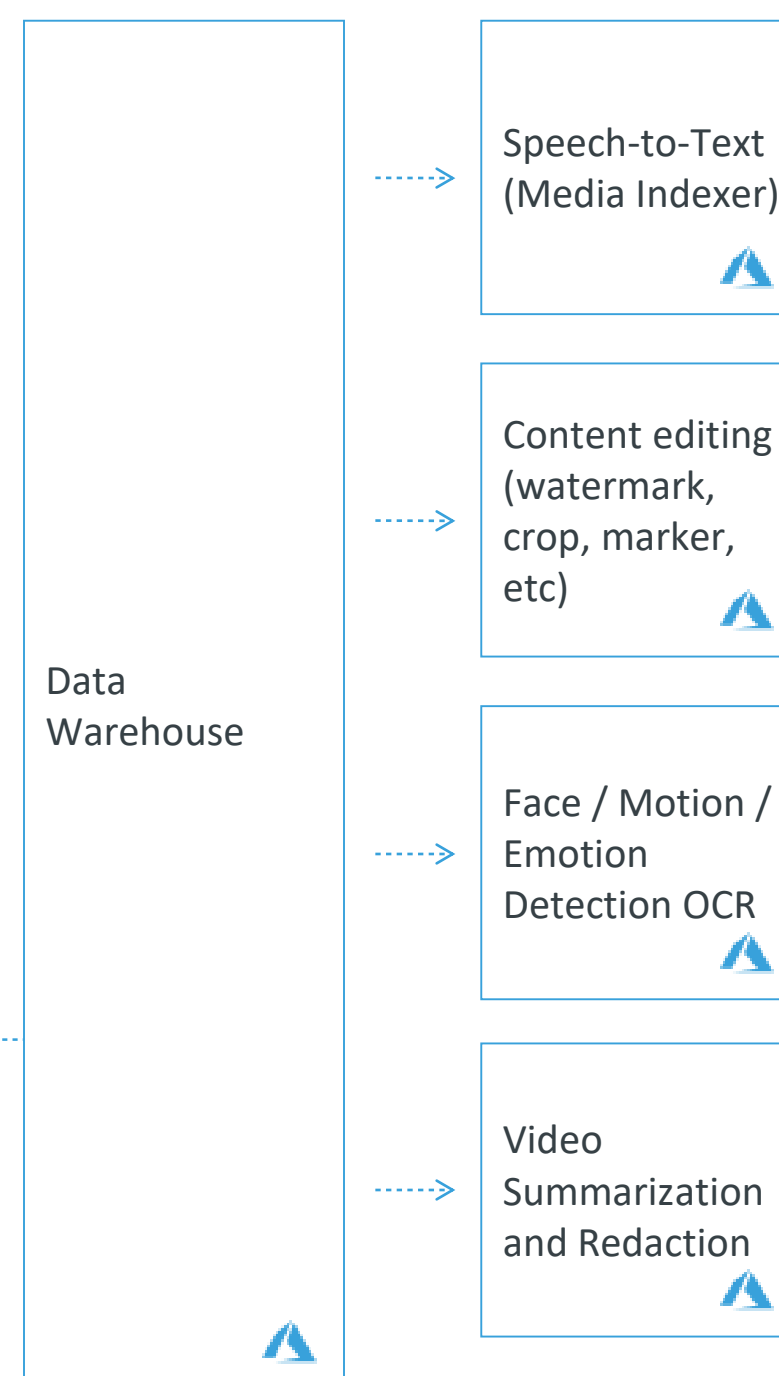 Speech-to-Text
(Media Indexer)
Content editing
(watermark,
crop, marker,
etc)
Data
Warehouse
Face / Motion /
Emotion
Detection OCR
Video
Summarization
and Redaction